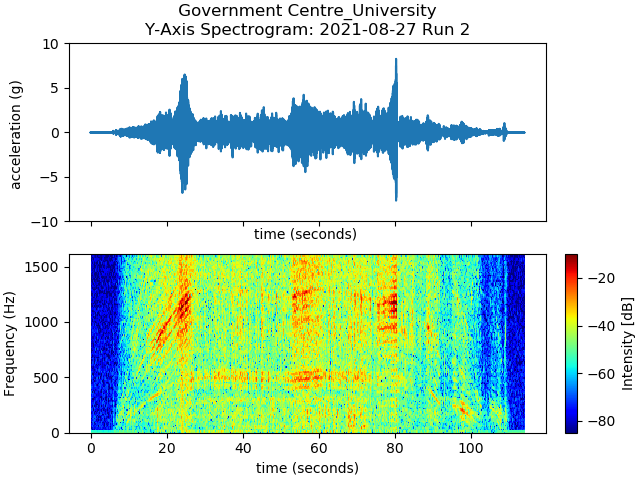 Government Centre_University
Y-Axis Spectrogram: 2021-08-27 Run 2
10
5
0
−5
−10
acceleration (g)
time (seconds)
1500
1000
500
0
Frequency (Hz)
0 20 40 60 80 100
time (seconds)
−20
−40
−60
−80
Intensity [dB]